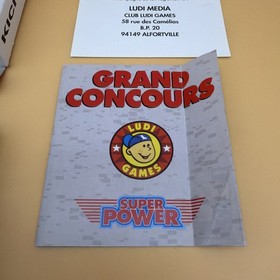 LUDI MEDIA
CLUB LUDI GAMES
58 rue des Camélias
B.P. 20
94149 ALFORTVILLE
GRAND
CONCOURS
LUDI
GAMES
SUPER
POWER